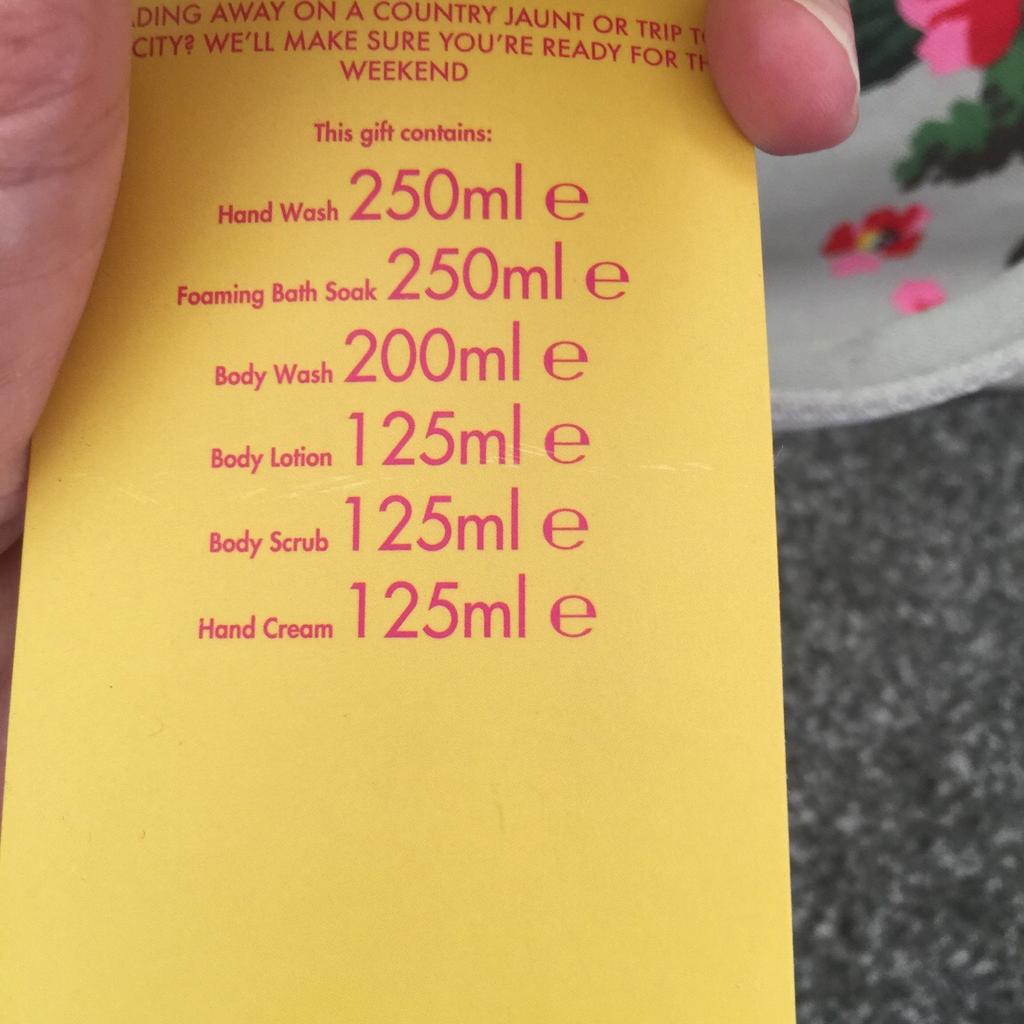 AWAY ON A COUNTRY JAUNT OR TRIP
CITY? WE'LL MAKE SURE YOU'RE READY FOR
WEEKEND
This gift contains:
Hand Wash 250ml ℮
Foaming Bath Soak 250ml ℮
Body Wash 200ml ℮
Body Lotion 125ml ℮
Body Scrub 125ml ℮
Hand Cream 125ml ℮